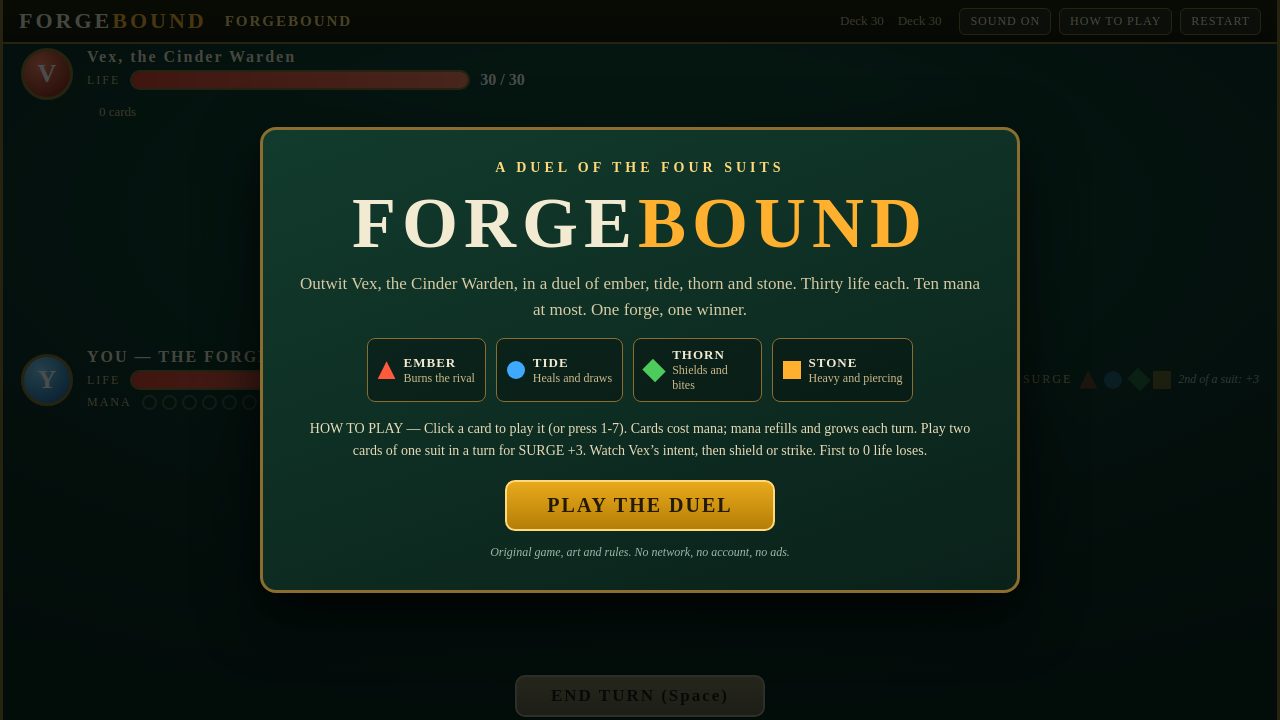 FORGEBOUND FORGEBOUND Deck 30 Deck 30 SOUND ON HOW TO PLAY RESTART
V Vex, the Cinder Warden
LIFE 30 / 30
0 cards
A DUEL OF THE FOUR SUITS
FORGEBOUND
Outwit Vex, the Cinder Warden, in a duel of ember, tide, thorn and stone. Thirty life each. Ten mana
at most. One forge, one winner.
EMBER
Burns the rival
TIDE
Heals and draws
THORN
Shields and
bites
STONE
Heavy and piercing
HOW TO PLAY — Click a card to play it (or press 1-7). Cards cost mana; mana refills and grows each turn. Play two
cards of one suit in a turn for SURGE +3. Watch Vex’s intent, then shield or strike. First to 0 life loses.
PLAY THE DUEL
Original game, art and rules. No network, no account, no ads.
Y YOU — THE FORG
LIFE
MANA
SURGE 2nd of a suit: +3
END TURN (Space)